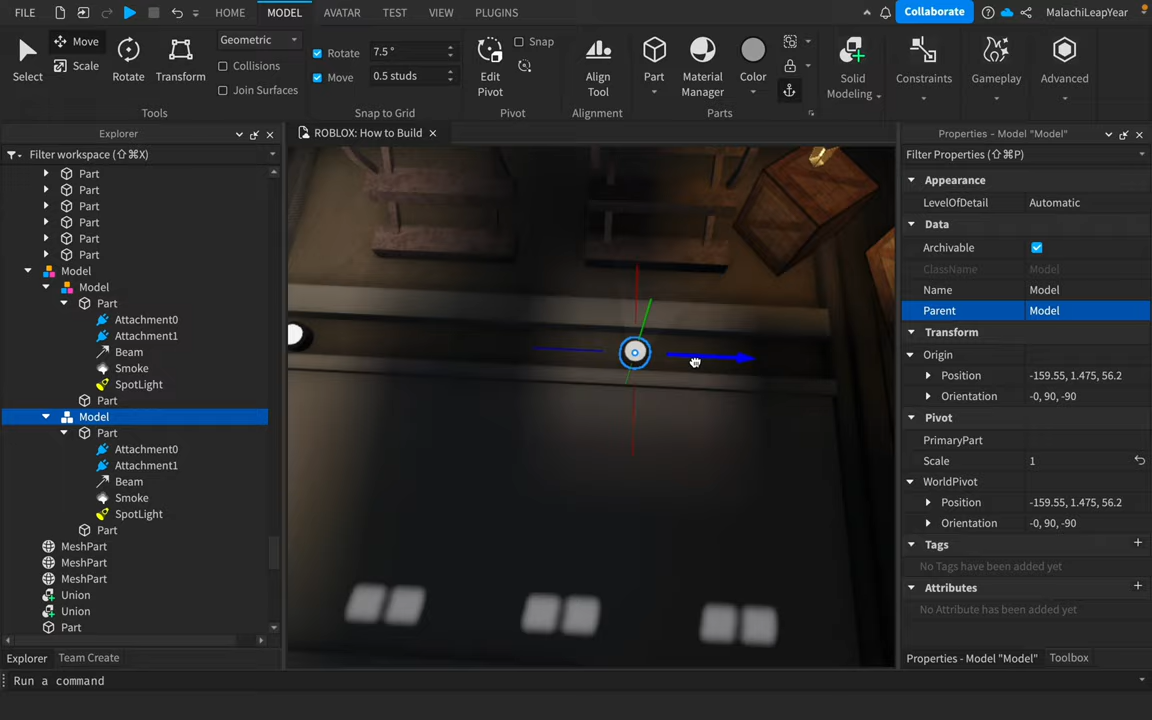 FILE HOME MODEL AVATAR TEST VIEW PLUGINS Collaborate MalachiLeapYear
Select
Move
Scale
Rotate
Transform
Geometric
Collisions
Join Surfaces
Tools
Rotate 7.5 °
Move 0.5 studs
Snap to Grid
Edit
Pivot
Snap
Pivot
Align
Tool
Alignment
Part
Material
Manager
Color
Parts
Solid
Modeling
Constraints
Gameplay
Advanced
Explorer
Filter workspace (⇧⌘X)
Part
Part
Part
Part
Part
Part
Model
Model
Part
Attachment0
Attachment1
Beam
Smoke
SpotLight
Part
Model
Part
Attachment0
Attachment1
Beam
Smoke
SpotLight
Part
MeshPart
MeshPart
MeshPart
Union
Union
Part
Explorer Team Create
ROBLOX: How to Build
Properties - Model "Model"
Filter Properties (⇧⌘P)
Appearance
LevelOfDetail Automatic
Data
Archivable
ClassName Model
Name Model
Parent Model
Transform
Origin
Position -159.55, 1.475, 56.2
Orientation -0, 90, -90
Pivot
PrimaryPart
Scale 1
WorldPivot
Position -159.55, 1.475, 56.2
Orientation -0, 90, -90
Tags
No Tags have been added yet
Attributes
No Attribute has been added yet
Properties - Model "Model" Toolbox
Run a command